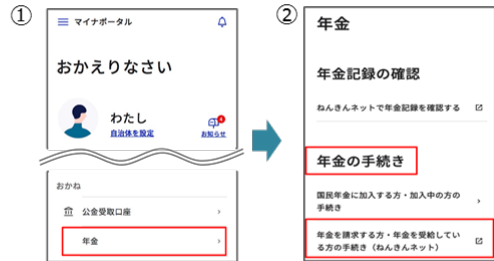 ①
マイナポータル
おかえりなさい
わたし
自治体を設定
お知らせ
おかね
公金受取口座
年金
②
年金
年金記録の確認
ねんきんネットで年金記録を確認する
年金の手続き
国民年金に加入する方・加入中の方の
手続き
年金を請求する方・年金を受給してい
る方の手続き（ねんきんネット）